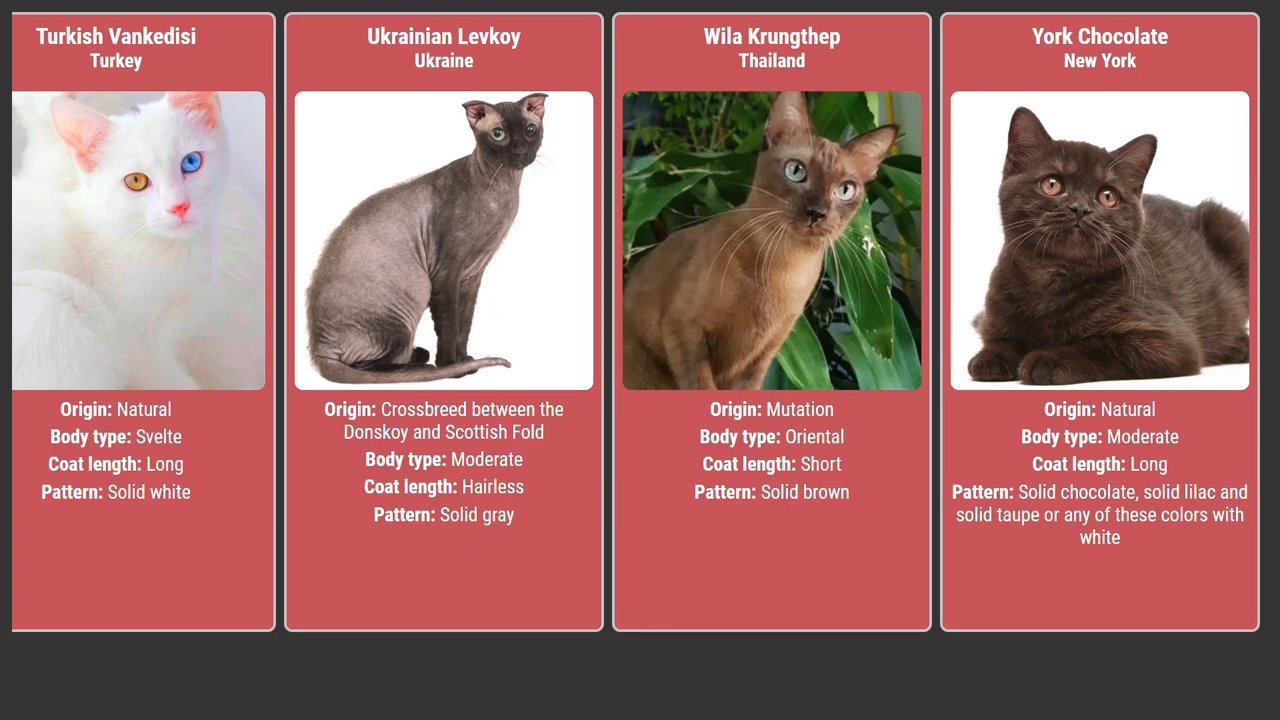 Turkish Vankedisi
Turkey
Origin: Natural
Body type: Svelte
Coat length: Long
Pattern: Solid white
Ukrainian Levkoy
Ukraine
Origin: Crossbreed between the
Donskoy and Scottish Fold
Body type: Moderate
Coat length: Hairless
Pattern: Solid gray
Wila Krungthep
Thailand
Origin: Mutation
Body type: Oriental
Coat length: Short
Pattern: Solid brown
York Chocolate
New York
Origin: Natural
Body type: Moderate
Coat length: Long
Pattern: Solid chocolate, solid lilac and
solid taupe or any of these colors with
white